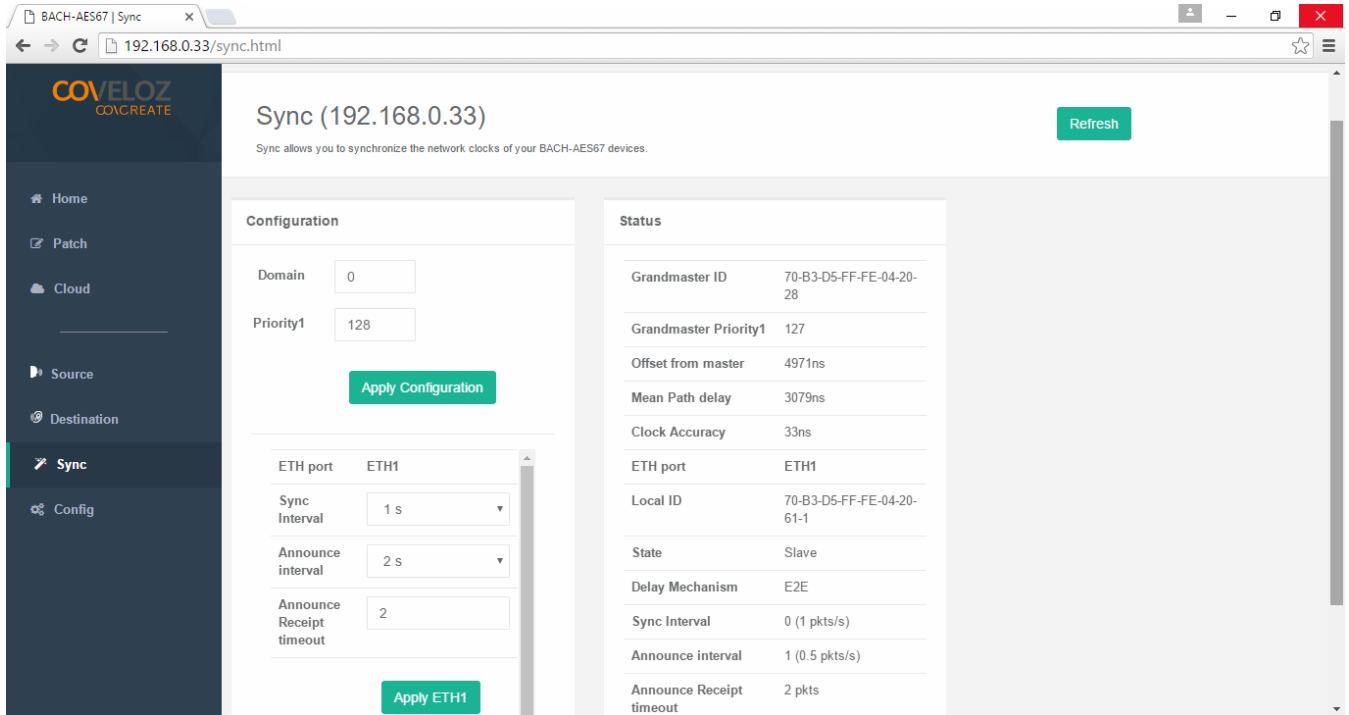 BACH-AES67 | Sync
192.168.0.33/sync.html
COVELOZ
CO\CREATE
Sync (192.168.0.33)
Refresh
Sync allows you to synchronize the network clocks of your BACH-AES67 devices.
Home
Patch
Cloud
Source
Destination
Sync
Config
Configuration
Domain 0
Priority1 128
Apply Configuration
ETH port ETH1
Sync
Interval
1 s
Announce
interval
2 s
Announce
Receipt
timeout
2
Apply ETH1
Status
Grandmaster ID 70-B3-D5-FF-FE-04-20-
28
Grandmaster Priority1 127
Offset from master 4971ns
Mean Path delay 3079ns
Clock Accuracy 33ns
ETH port ETH1
Local ID 70-B3-D5-FF-FE-04-20-
61-1
State Slave
Delay Mechanism E2E
Sync Interval 0 (1 pkts/s)
Announce interval 1 (0.5 pkts/s)
Announce Receipt 2 pkts
timeout